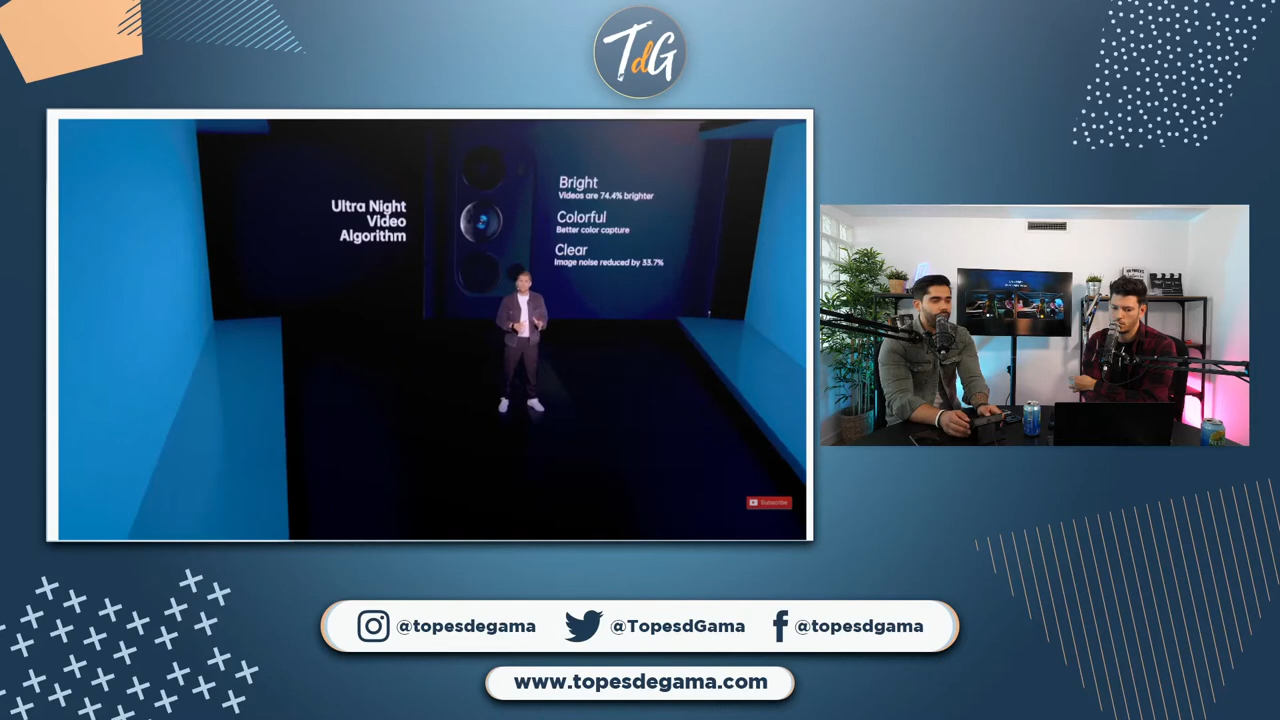 TdG
Ultra Night
Video
Algorithm
Bright
Videos are 74.4% brighter
Colorful
Better color capture
Clear
Image noise reduced by 33.7%
Subscribe
@topesdegama
@TopesdGama
@topesdgama
www.topesdegama.com